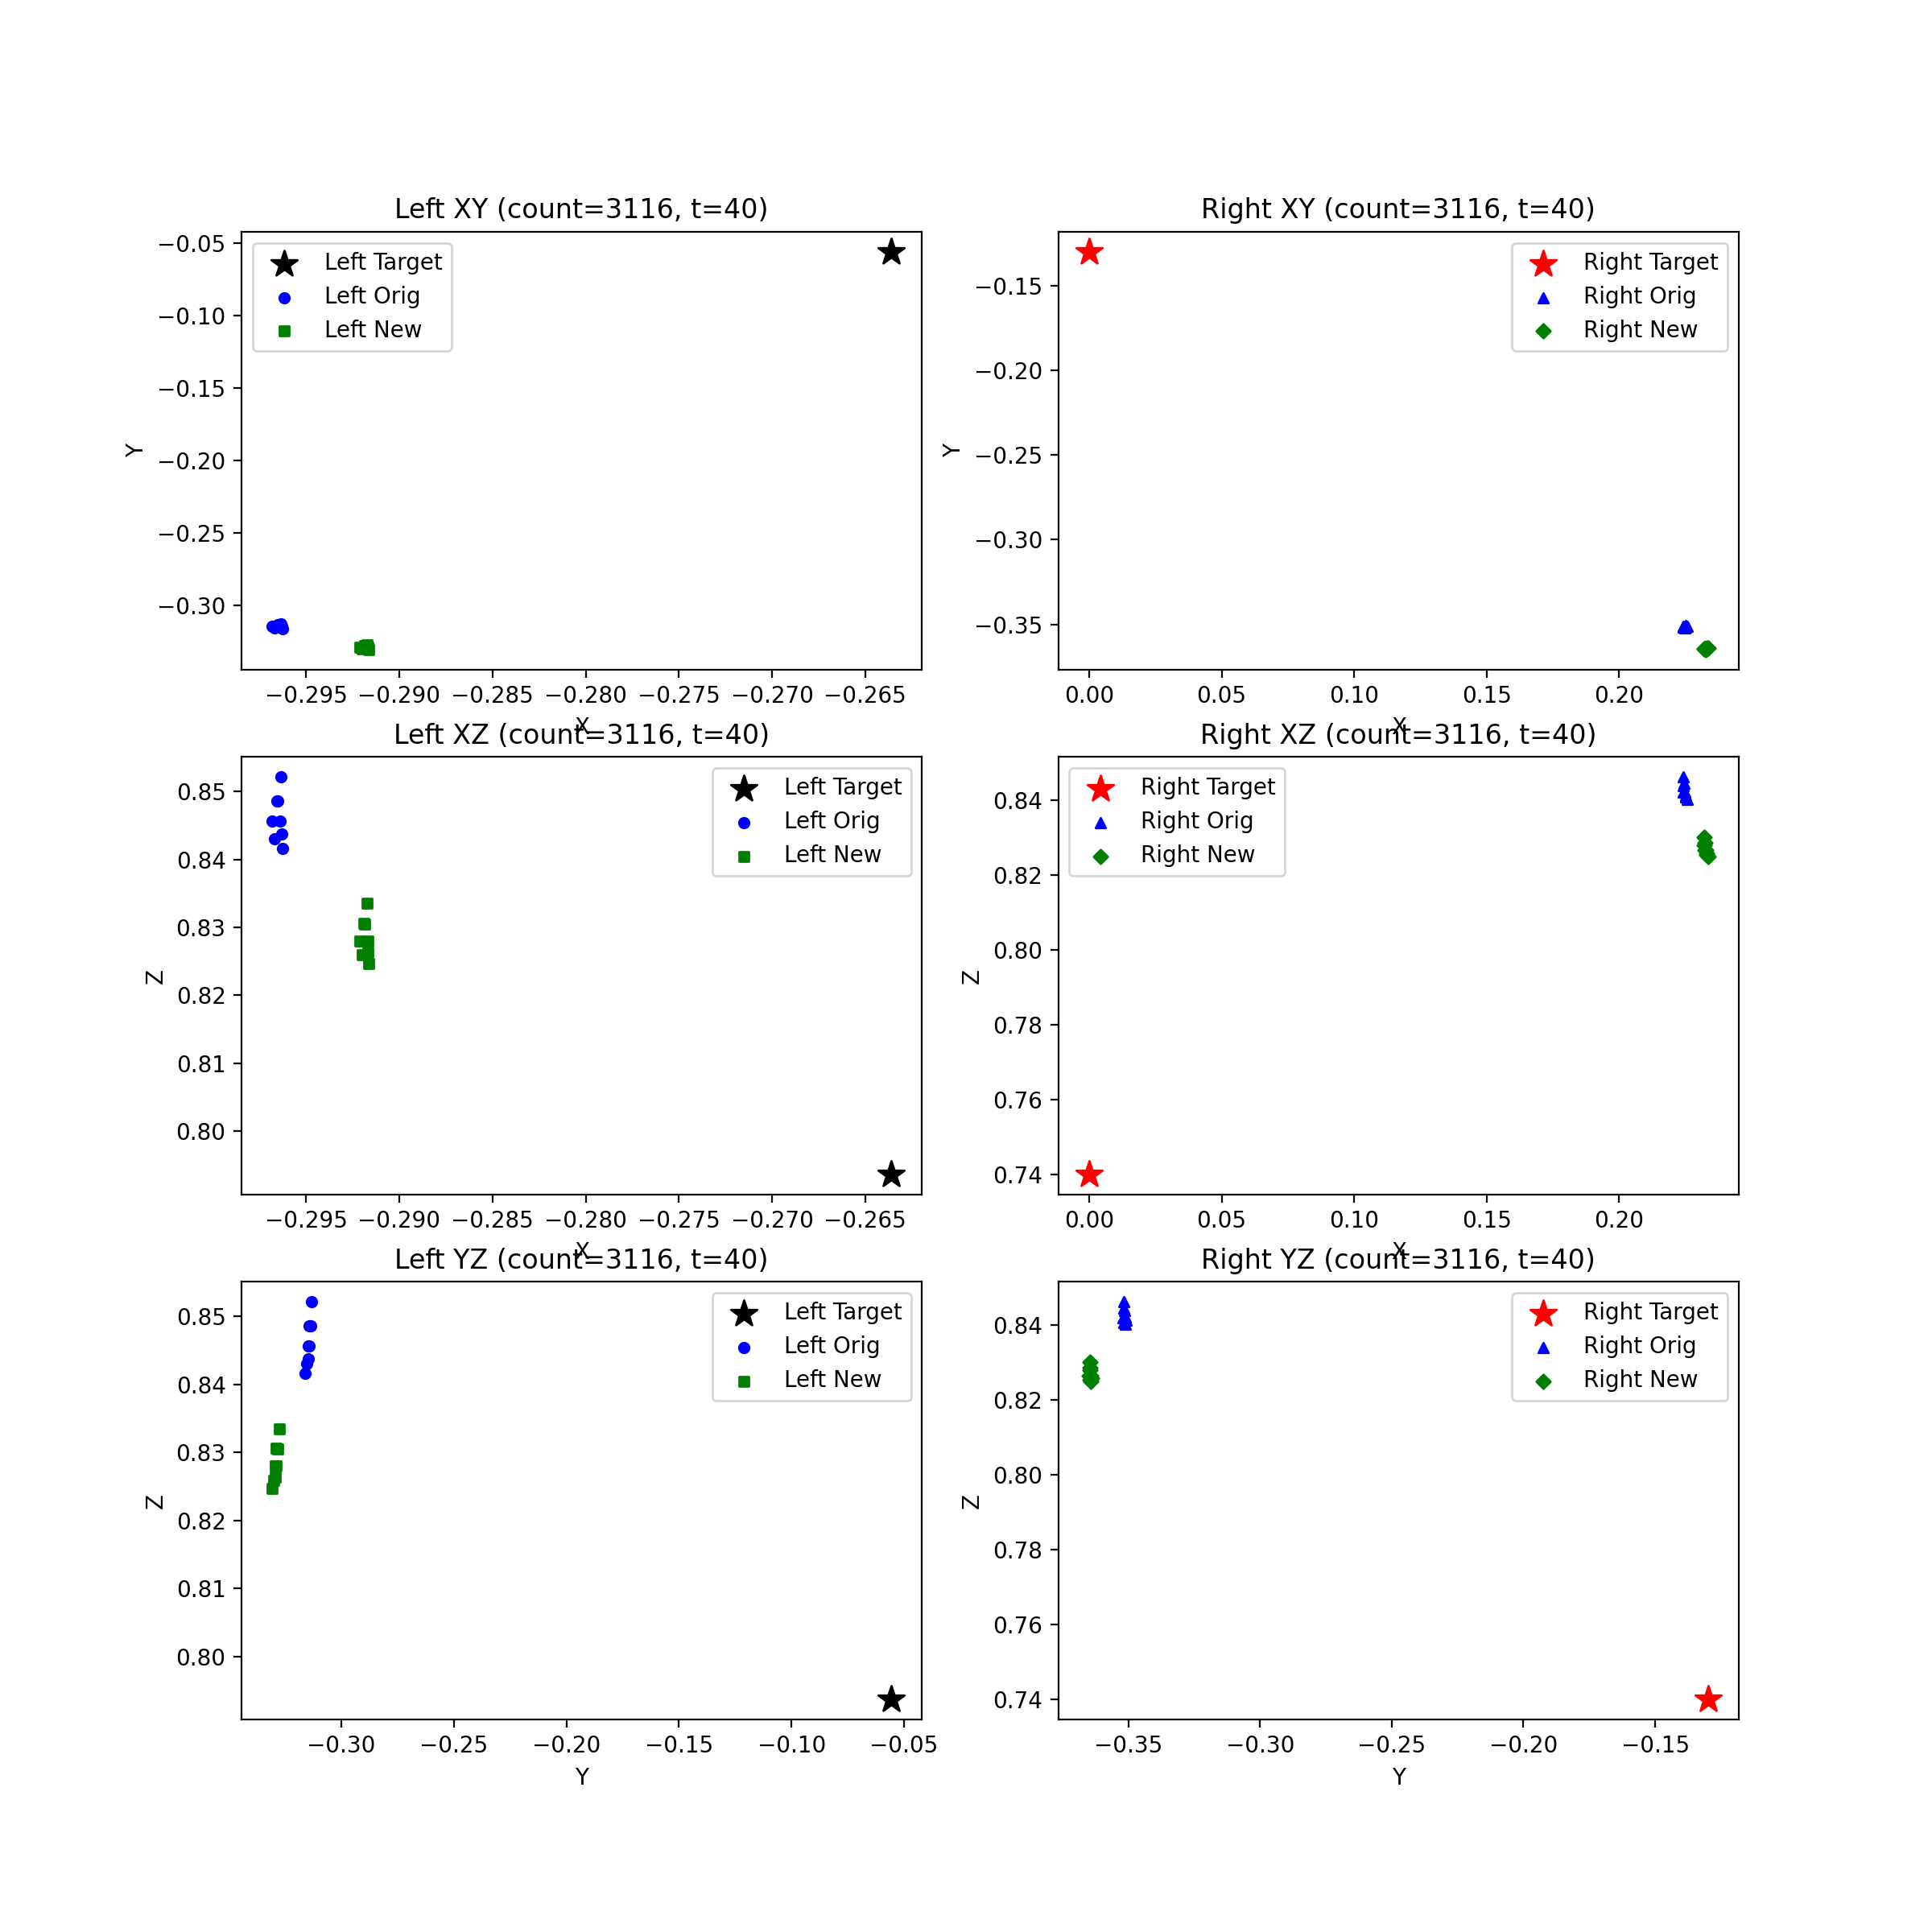 Left XY (count=3116, t=40)
Y
−0.05
−0.10
−0.15
−0.20
−0.25
−0.30
Left Target
Left Orig
Left New
−0.295
−0.290
−0.285
−0.280
−0.275
−0.270
−0.265
X
Right XY (count=3116, t=40)
Y
−0.15
−0.20
−0.25
−0.30
−0.35
Right Target
Right Orig
Right New
0.00
0.05
0.10
0.15
0.20
X
Left XZ (count=3116, t=40)
Z
0.85
0.84
0.83
0.82
0.81
0.80
Left Target
Left Orig
Left New
−0.295
−0.290
−0.285
−0.280
−0.275
−0.270
−0.265
X
Right XZ (count=3116, t=40)
Z
0.84
0.82
0.80
0.78
0.76
0.74
Right Target
Right Orig
Right New
0.00
0.05
0.10
0.15
0.20
X
Left YZ (count=3116, t=40)
Z
0.85
0.84
0.83
0.82
0.81
0.80
Left Target
Left Orig
Left New
−0.30
−0.25
−0.20
−0.15
−0.10
−0.05
Y
Right YZ (count=3116, t=40)
Z
0.84
0.82
0.80
0.78
0.76
0.74
Right Target
Right Orig
Right New
−0.35
−0.30
−0.25
−0.20
−0.15
Y